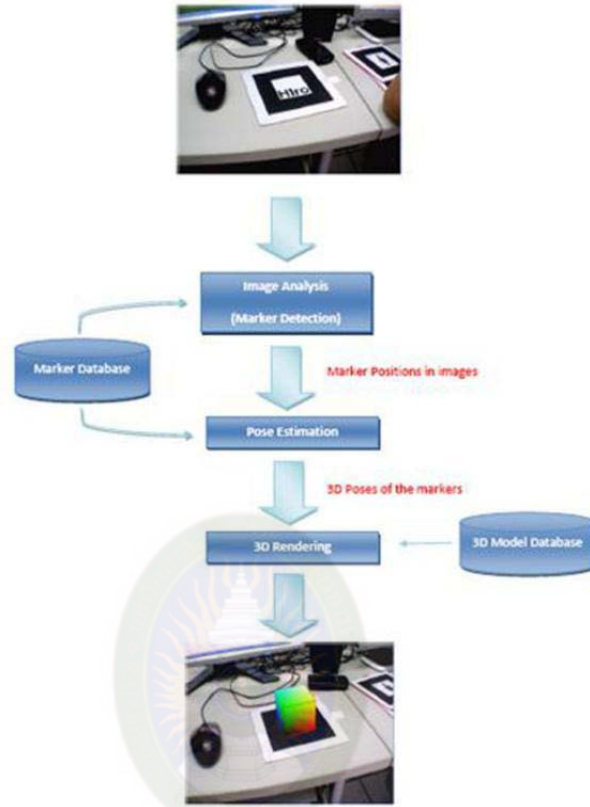 Hiro
Image Analysis
(Marker Detection)
Marker Database
Marker Positions in images
Pose Estimation
3D Poses of the markers
3D Rendering
3D Model Database